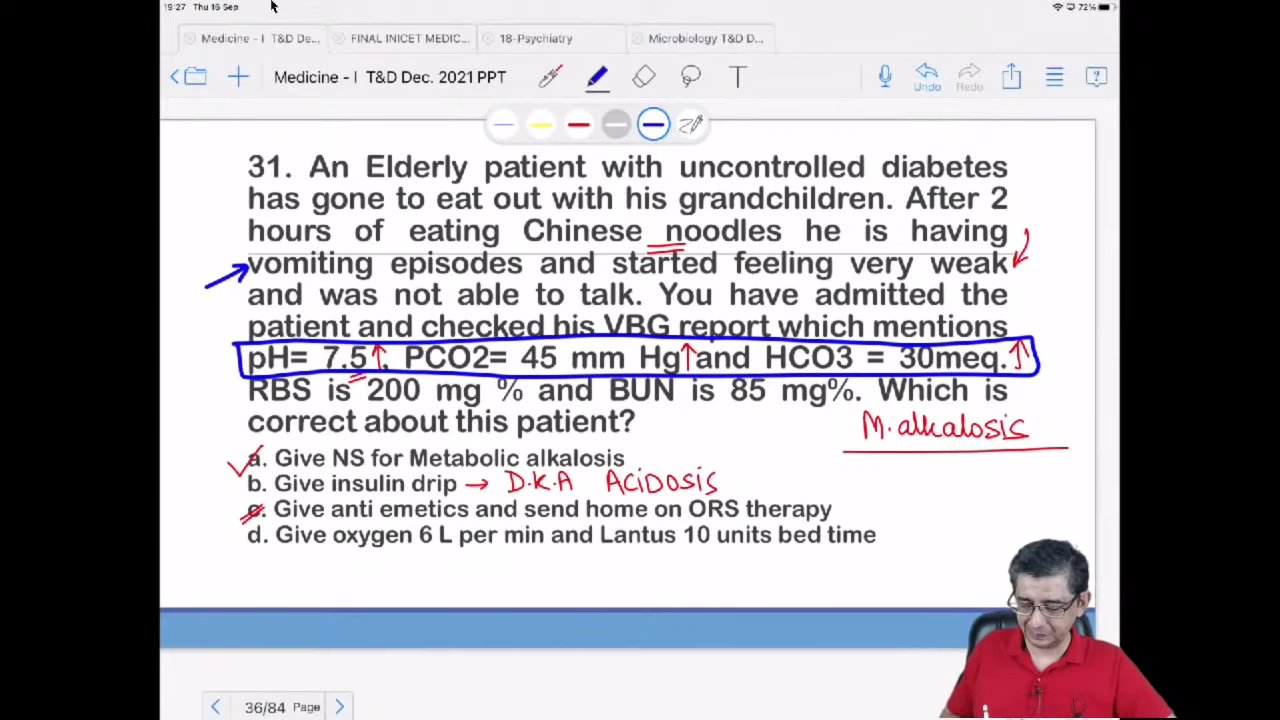 19:27 Thu 16 Sep
72%
Medicine - I T&D De...
FINAL INICET MEDIC...
18-Psychiatry
Microbiology T&D D...
Medicine - I T&D Dec. 2021 PPT
T
Undo
Redo
31. An Elderly patient with uncontrolled diabetes
has gone to eat out with his grandchildren. After 2
hours of eating Chinese noodles he is having
vomiting episodes and started feeling very weak
and was not able to talk. You have admitted the
patient and checked his VBG report which mentions
pH= 7.5↑, PCO2= 45 mm Hg↑and HCO3 = 30meq.↑
RBS is 200 mg % and BUN is 85 mg%. Which is
correct about this patient?
M. alkalosis
a. Give NS for Metabolic alkalosis
b. Give insulin drip → D.K.A Acidosis
c. Give anti emetics and send home on ORS therapy
d. Give oxygen 6 L per min and Lantus 10 units bed time
36/84 Page